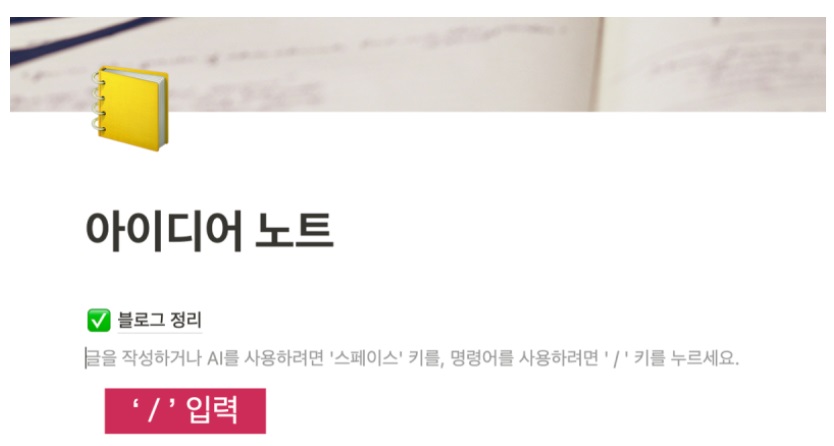 아이디어 노트
블로그 정리
글을 작성하거나 AI를 사용하려면 '스페이스' 키를, 명령어를 사용하려면 ' / ' 키를 누르세요.
‘ / ’ 입력